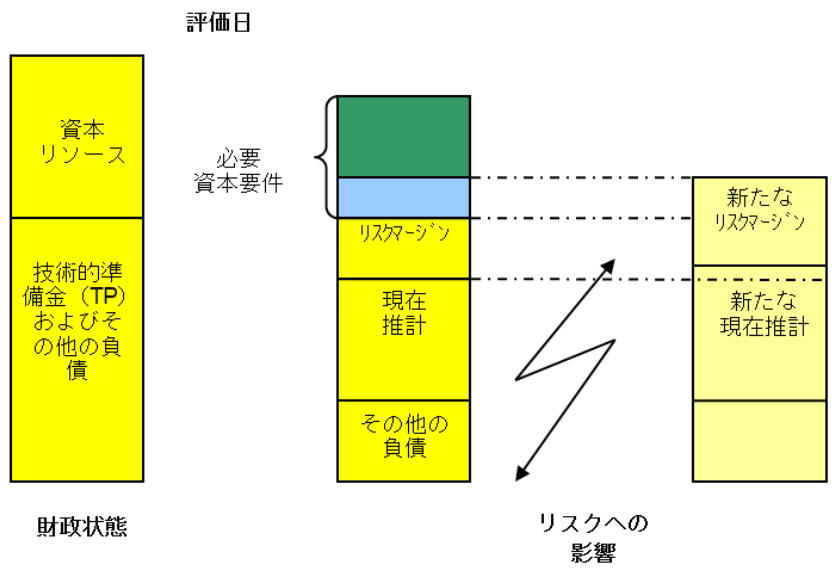 評価日
資本
リソース
技術的準
備金（TP）
およびそ
の他の負
債
財政状態
必要
資本要件
ﾘｽｸﾏｰｼﾞﾝ
現在
推計
その他の
負債
新たな
ﾘｽｸﾏｰｼﾞﾝ
新たな
現在推計
リスクへの
影響